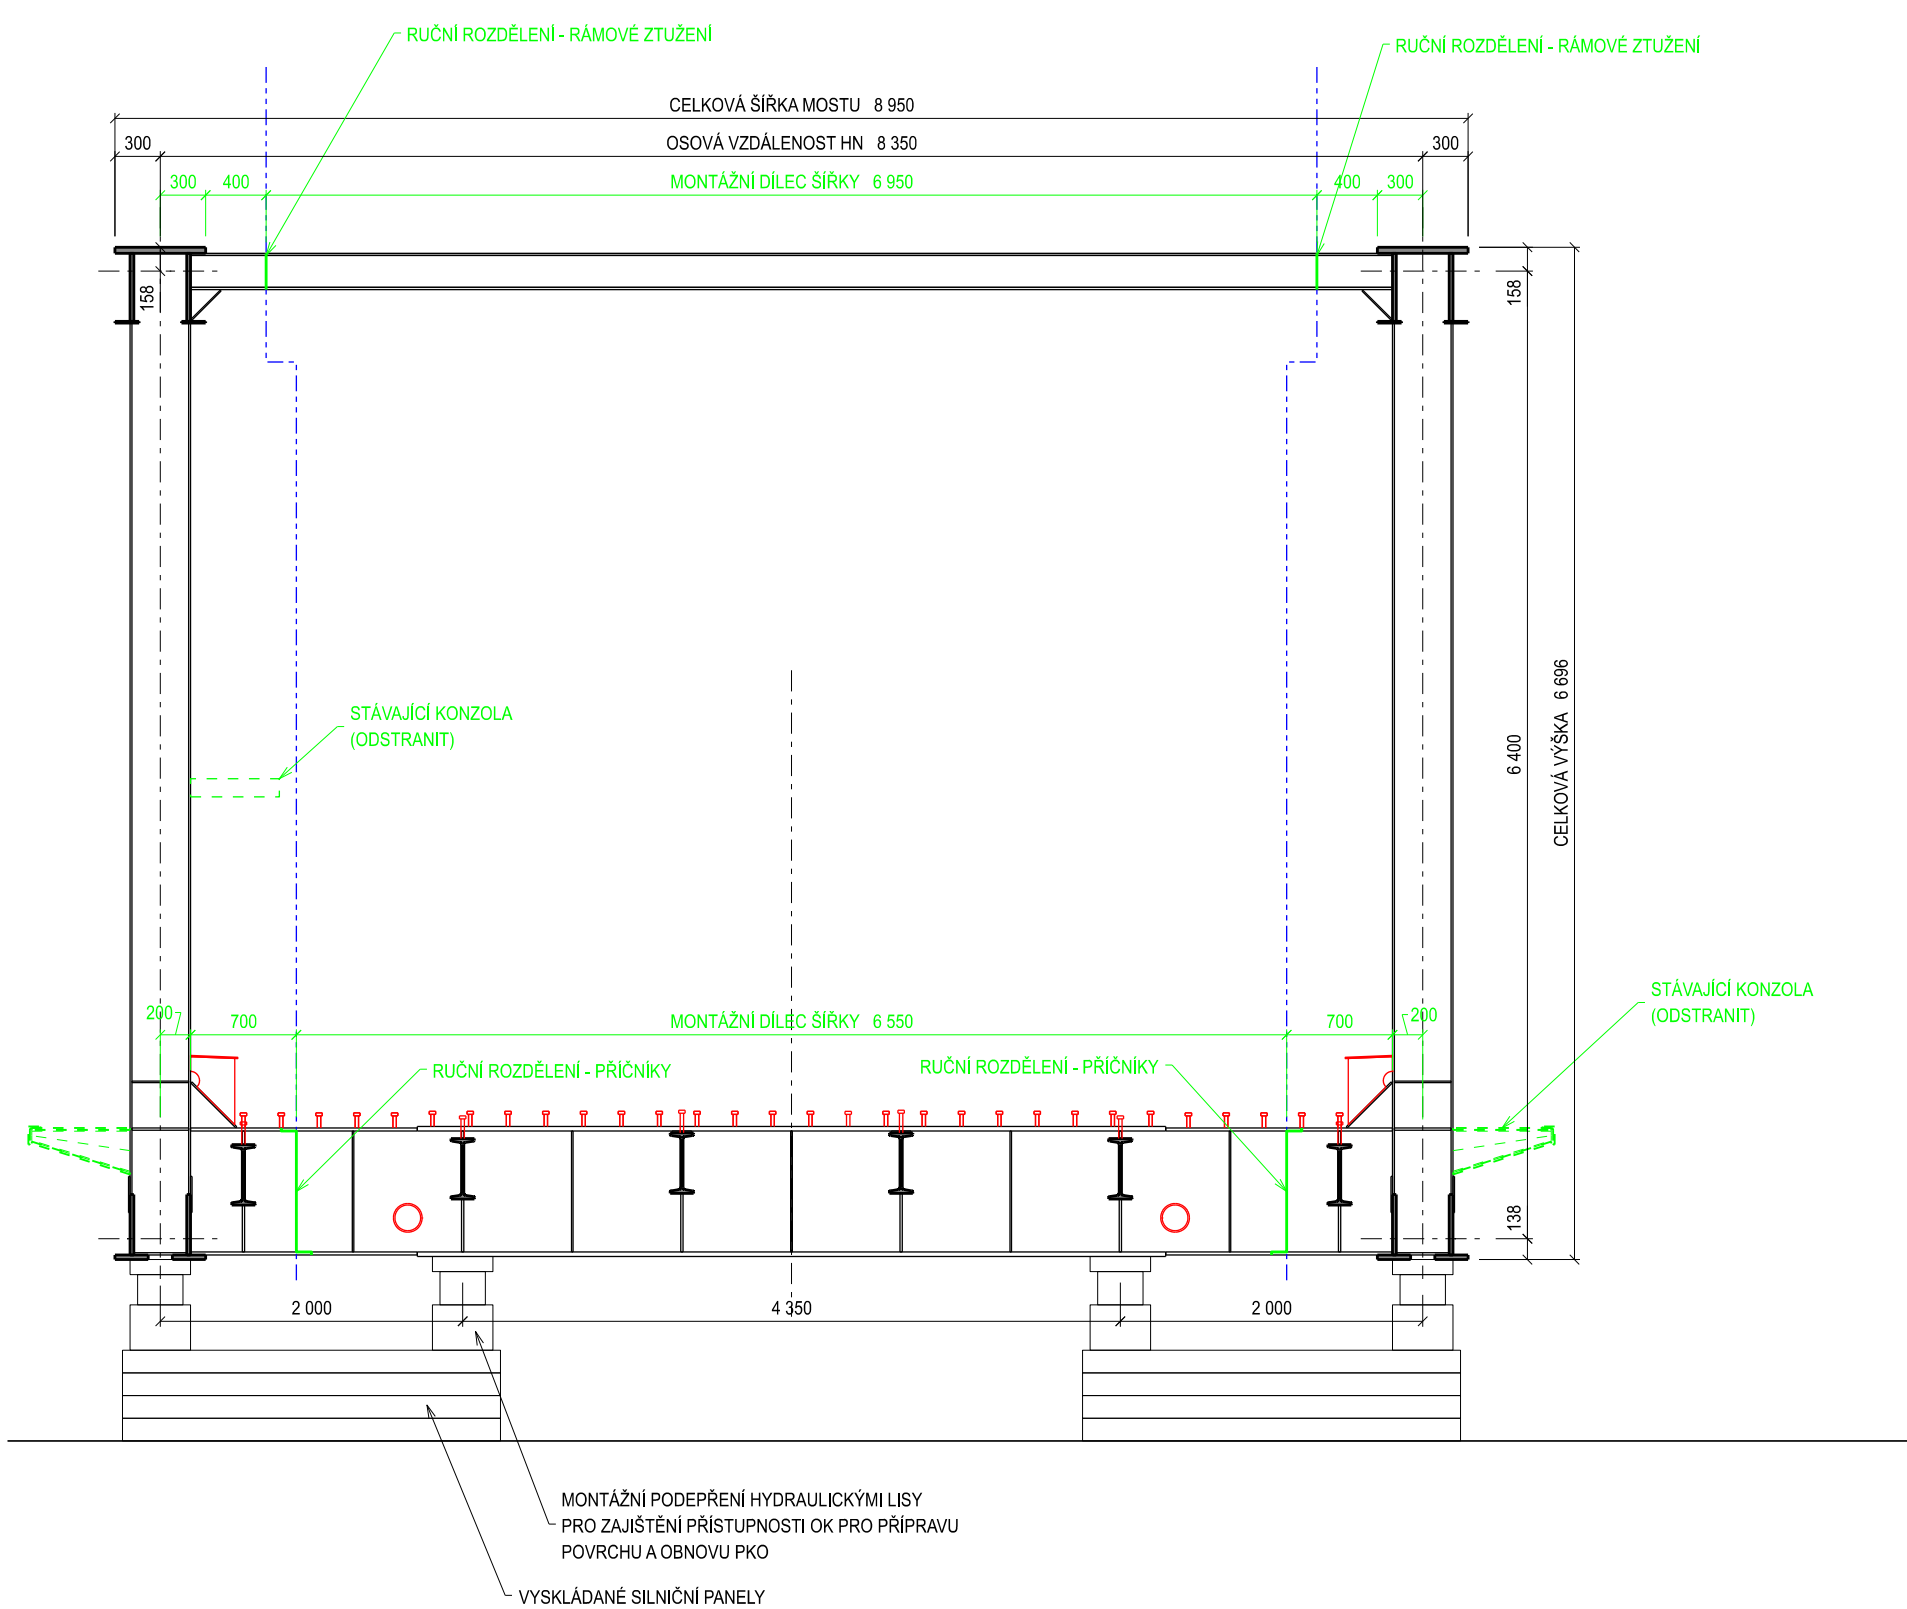 RUČNÍ ROZDĚLENÍ - RÁMOVÉ ZTUŽENÍ
RUČNÍ ROZDĚLENÍ - RÁMOVÉ ZTUŽENÍ
CELKOVÁ ŠÍŘKA MOSTU 8 950
300
OSOVÁ VZDÁLENOST HN 8 350
300
300
400
MONTÁŽNÍ DÍLEC ŠÍŘKY 6 950
400
300
158
158
STÁVAJÍCÍ KONZOLA
(ODSTRANIT)
6 400
CELKOVÁ VÝŠKA 6 696
STÁVAJÍCÍ KONZOLA
(ODSTRANIT)
200
700
MONTÁŽNÍ DÍLEC ŠÍŘKY 6 550
700
200
RUČNÍ ROZDĚLENÍ - PŘÍČNÍKY
RUČNÍ ROZDĚLENÍ - PŘÍČNÍKY
138
2 000
4 350
2 000
MONTÁŽNÍ PODEPŘENÍ HYDRAULICKÝMI LISY
PRO ZAJIŠTĚNÍ PŘÍSTUPNOSTI OK PRO PŘÍPRAVU
POVRCHU A OBNOVU PKO
VYSKLÁDANÉ SILNIČNÍ PANELY